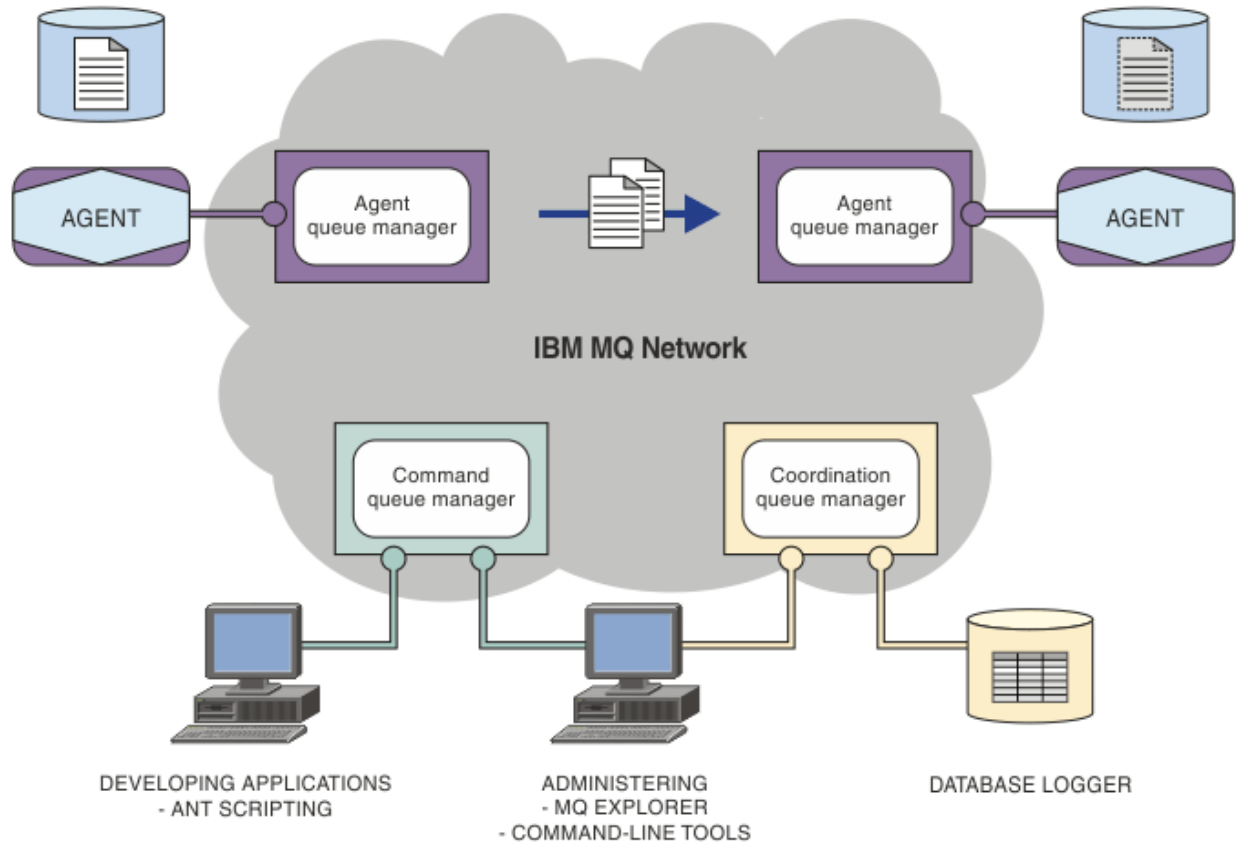 AGENT
Agent
queue manager
Agent
queue manager
AGENT
IBM MQ Network
Command
queue manager
Coordination
queue manager
DEVELOPING APPLICATIONS
- ANT SCRIPTING
ADMINISTERING
- MQ EXPLORER
- COMMAND-LINE TOOLS
DATABASE LOGGER